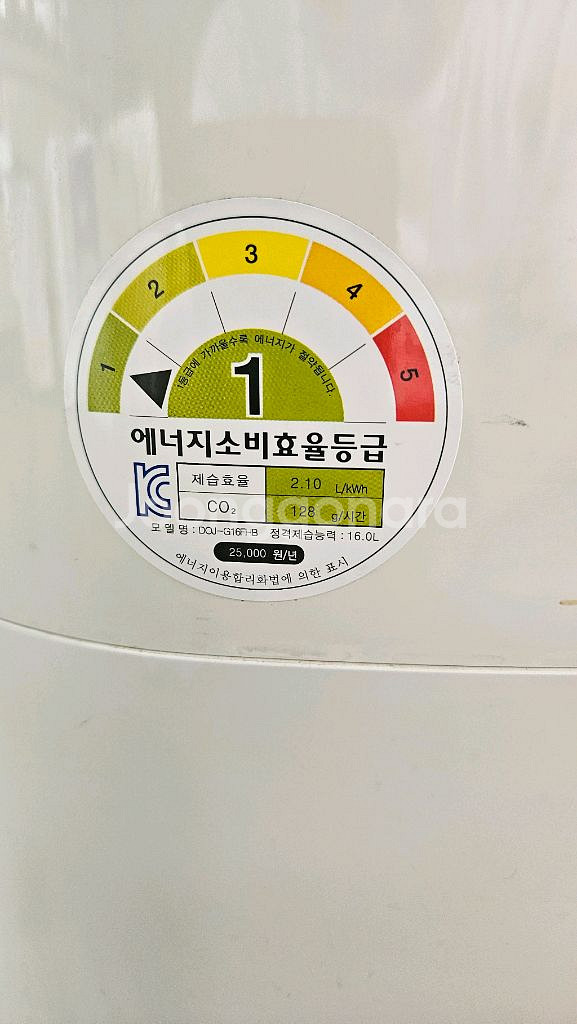 1
2
3
4
5
1등급에 가까울수록 에너지가 절약됩니다.
1
에너지소비효율등급
제습효율 2.10 L/kWh
CO₂ 128 g/시간
모델명 : DOJ-G16FI-B 정격제습능력 : 16.0L
25,000 원/년
에너지이용합리화법에 의한 표시